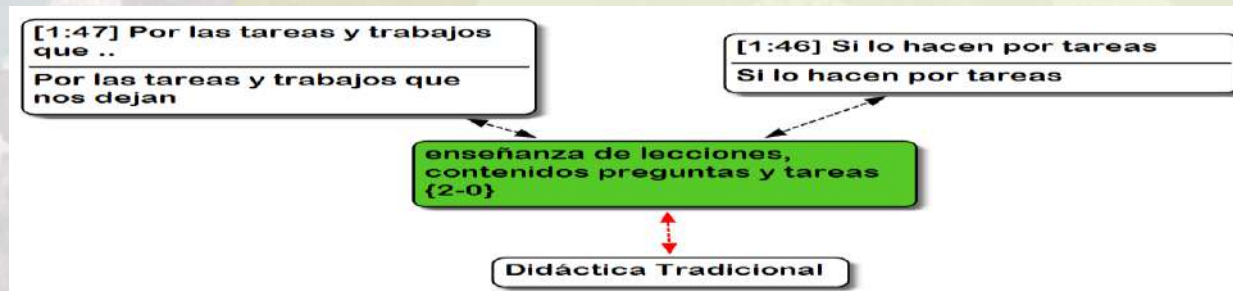 [1:47] Por las tareas y trabajos
que ..
Por las tareas y trabajos que
nos dejan
[1:46] Si lo hacen por tareas
Si lo hacen por tareas
enseñanza de lecciones,
contenidos preguntas y tareas
{2-0}
Didáctica Tradicional